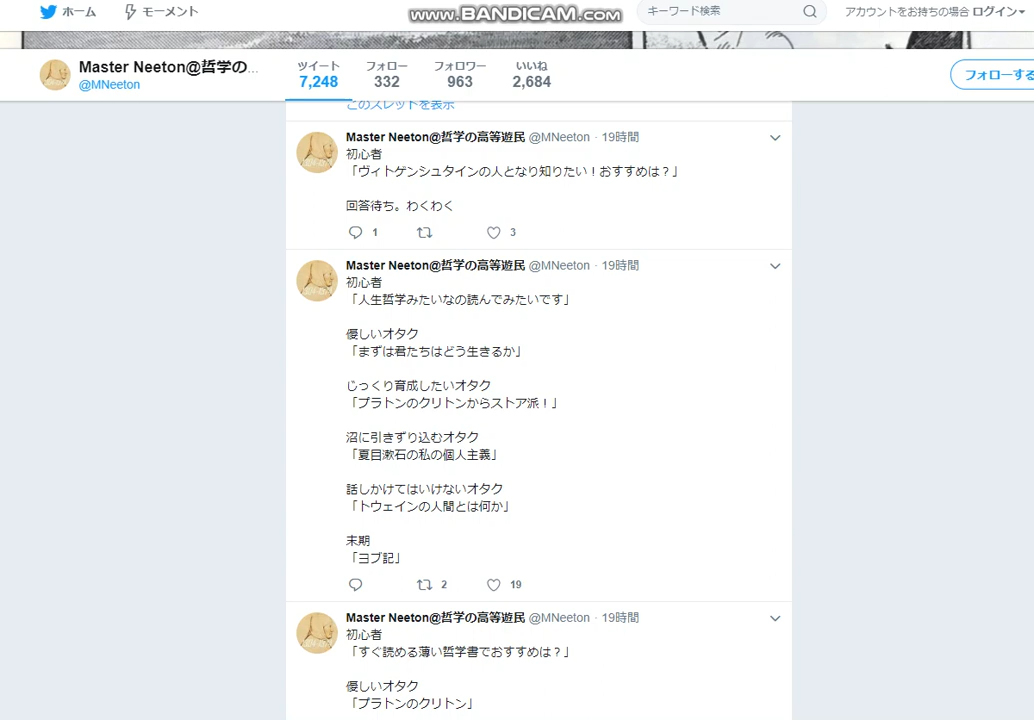 ホーム
モーメント
www.BANDICAM.com
キーワード検索
アカウントをお持ちの場合 ログイン
Master Neeton@哲学の...
@MNeeton
ツイート
7,248
フォロー
332
フォロワー
963
いいね
2,684
フォローする
このスレッドを表示
Master Neeton@哲学の高等遊民 @MNeeton · 19時間
初心者
「ヴィトゲンシュタインの人となり知りたい！おすすめは？」
回答待ち。わくわく
1
3
Master Neeton@哲学の高等遊民 @MNeeton · 19時間
初心者
「人生哲学みたいなの読んでみたいです」
優しいオタク
「まずは君たちはどう生きるか」
じっくり育成したいオタク
「プラトンのクリトンからストア派！」
沼に引きずり込むオタク
「夏目漱石の私の個人主義」
話しかけてはいけないオタク
「トウェインの人間とは何か」
末期
「ヨブ記」
2
19
Master Neeton@哲学の高等遊民 @MNeeton · 19時間
初心者
「すぐ読める薄い哲学書でおすすめは？」
優しいオタク
「プラトンのクリトン」